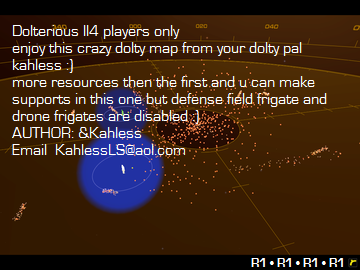 Dolterious II4 players only
enjoy this crazy dolty map from your dolty pal
kahless :)
more resources then the first and u can make
supports in this one but defense field frigate and
drone frigates are disabled :)
AUTHOR: &Kahless
Email KahlessLS@aol.com
R1 • R1 • R1 • R1 r